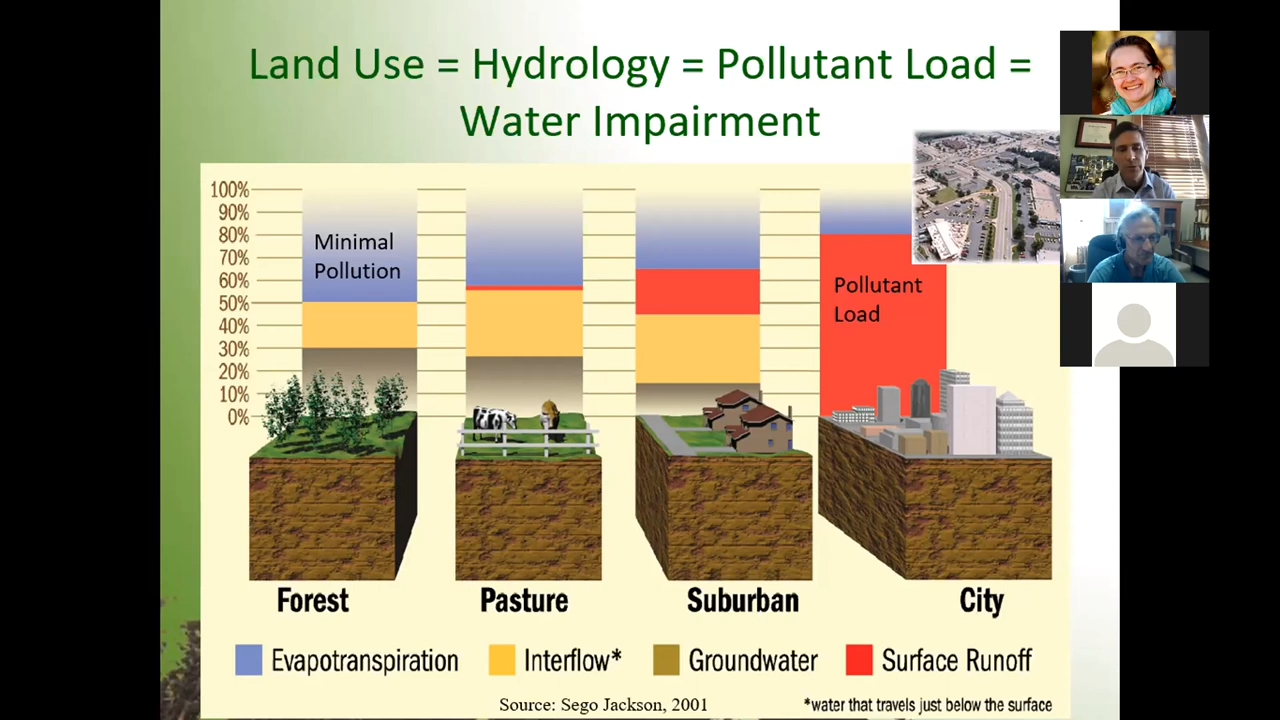 Land Use = Hydrology = Pollutant Load =
Water Impairment
100%
90%
80%
70%
60%
50%
40%
30%
20%
10%
0%
Minimal
Pollution
Pollutant
Load
Forest
Pasture
Suburban
City
Evapotranspiration
Interflow*
Groundwater
Surface Runoff
Source: Sego Jackson, 2001
*water that travels just below the surface